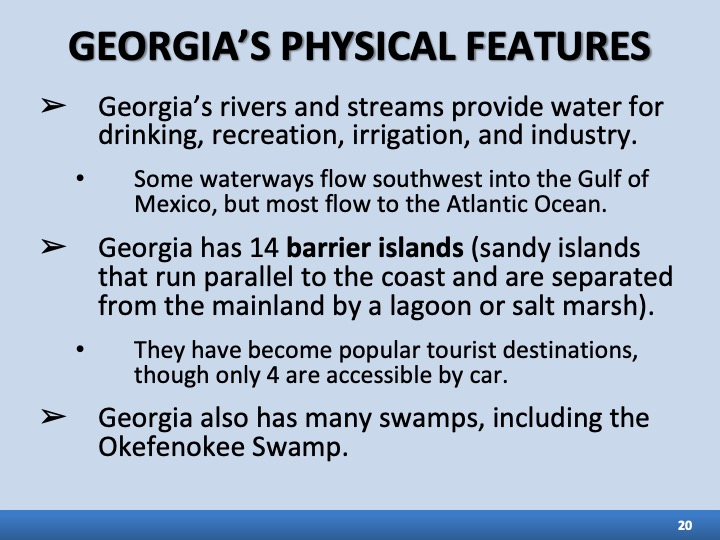 GEORGIA’S PHYSICAL FEATURES
➢ Georgia’s rivers and streams provide water for
drinking, recreation, irrigation, and industry.
• Some waterways flow southwest into the Gulf of
Mexico, but most flow to the Atlantic Ocean.
➢ Georgia has 14 barrier islands (sandy islands
that run parallel to the coast and are separated
from the mainland by a lagoon or salt marsh).
• They have become popular tourist destinations,
though only 4 are accessible by car.
➢ Georgia also has many swamps, including the
Okefenokee Swamp.
20